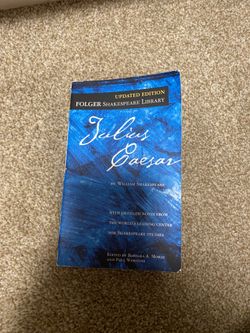 UPDATED EDITION
FOLGER SHAKESPEARE LIBRARY
Julius
Caesar
BY WILLIAM SHAKESPEARE
WITH DETAILED NOTES FROM
THE WORLD'S LEADING CENTER
FOR SHAKESPEARE STUDIES
EDITED BY BARBARA A. MOWAT
AND PAUL WERSTINE